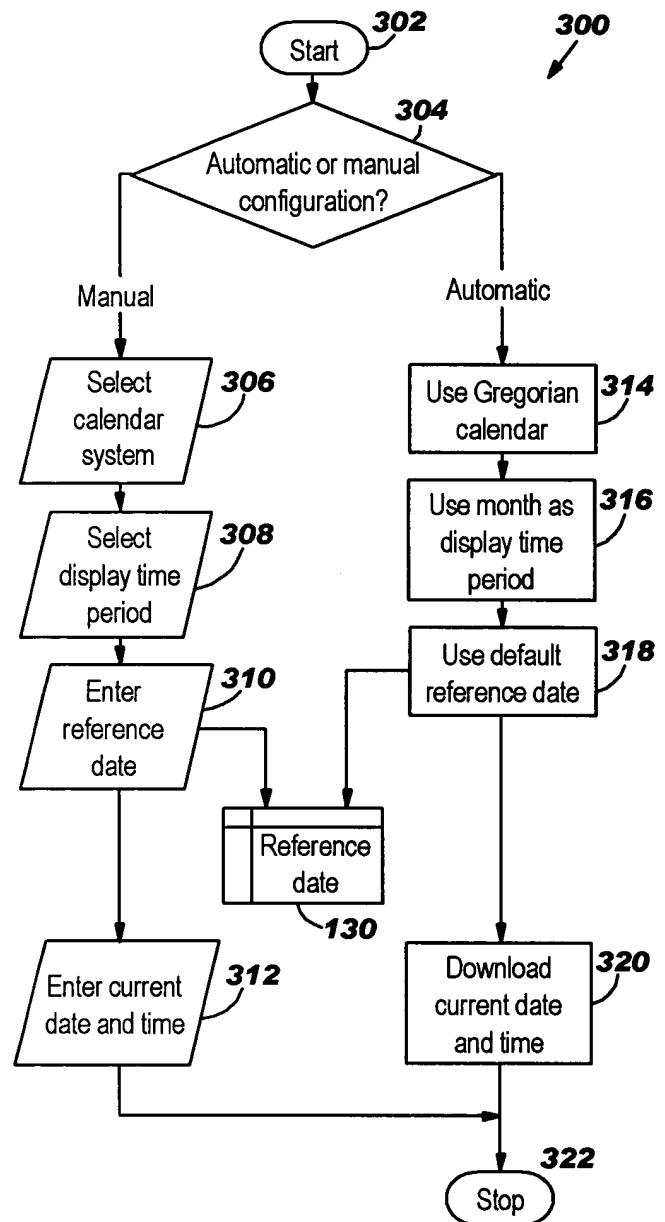 302
Start
300
304
Automatic or manual
configuration?
Manual
Automatic
Select
calendar
system
306
Use Gregorian
calendar
314
Select
display time
period
308
Use month as
display time
period
316
Enter
reference
date
310
Use default
reference date
318
Reference
date
130
Enter current
date and time
312
Download
current date
and time
320
322
Stop